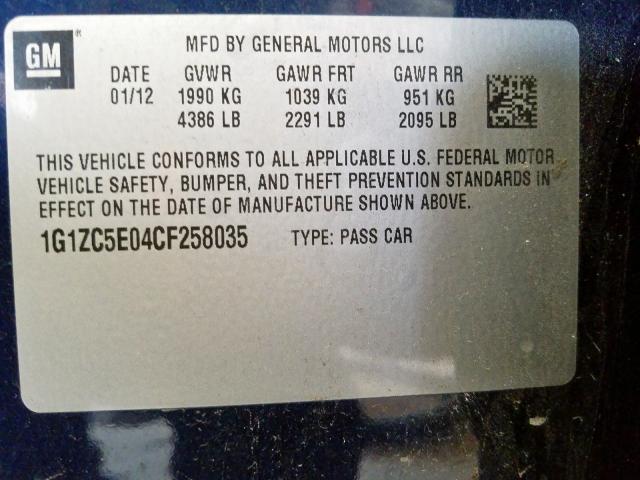 GM ® MFD BY GENERAL MOTORS LLC
DATE GVWR GAWR FRT GAWR RR
01/12 1990 KG 1039 KG 951 KG
4386 LB 2291 LB 2095 LB
THIS VEHICLE CONFORMS TO ALL APPLICABLE U.S. FEDERAL MOTOR
VEHICLE SAFETY, BUMPER, AND THEFT PREVENTION STANDARDS IN
EFFECT ON THE DATE OF MANUFACTURE SHOWN ABOVE.
1G1ZC5E04CF258035 TYPE: PASS CAR